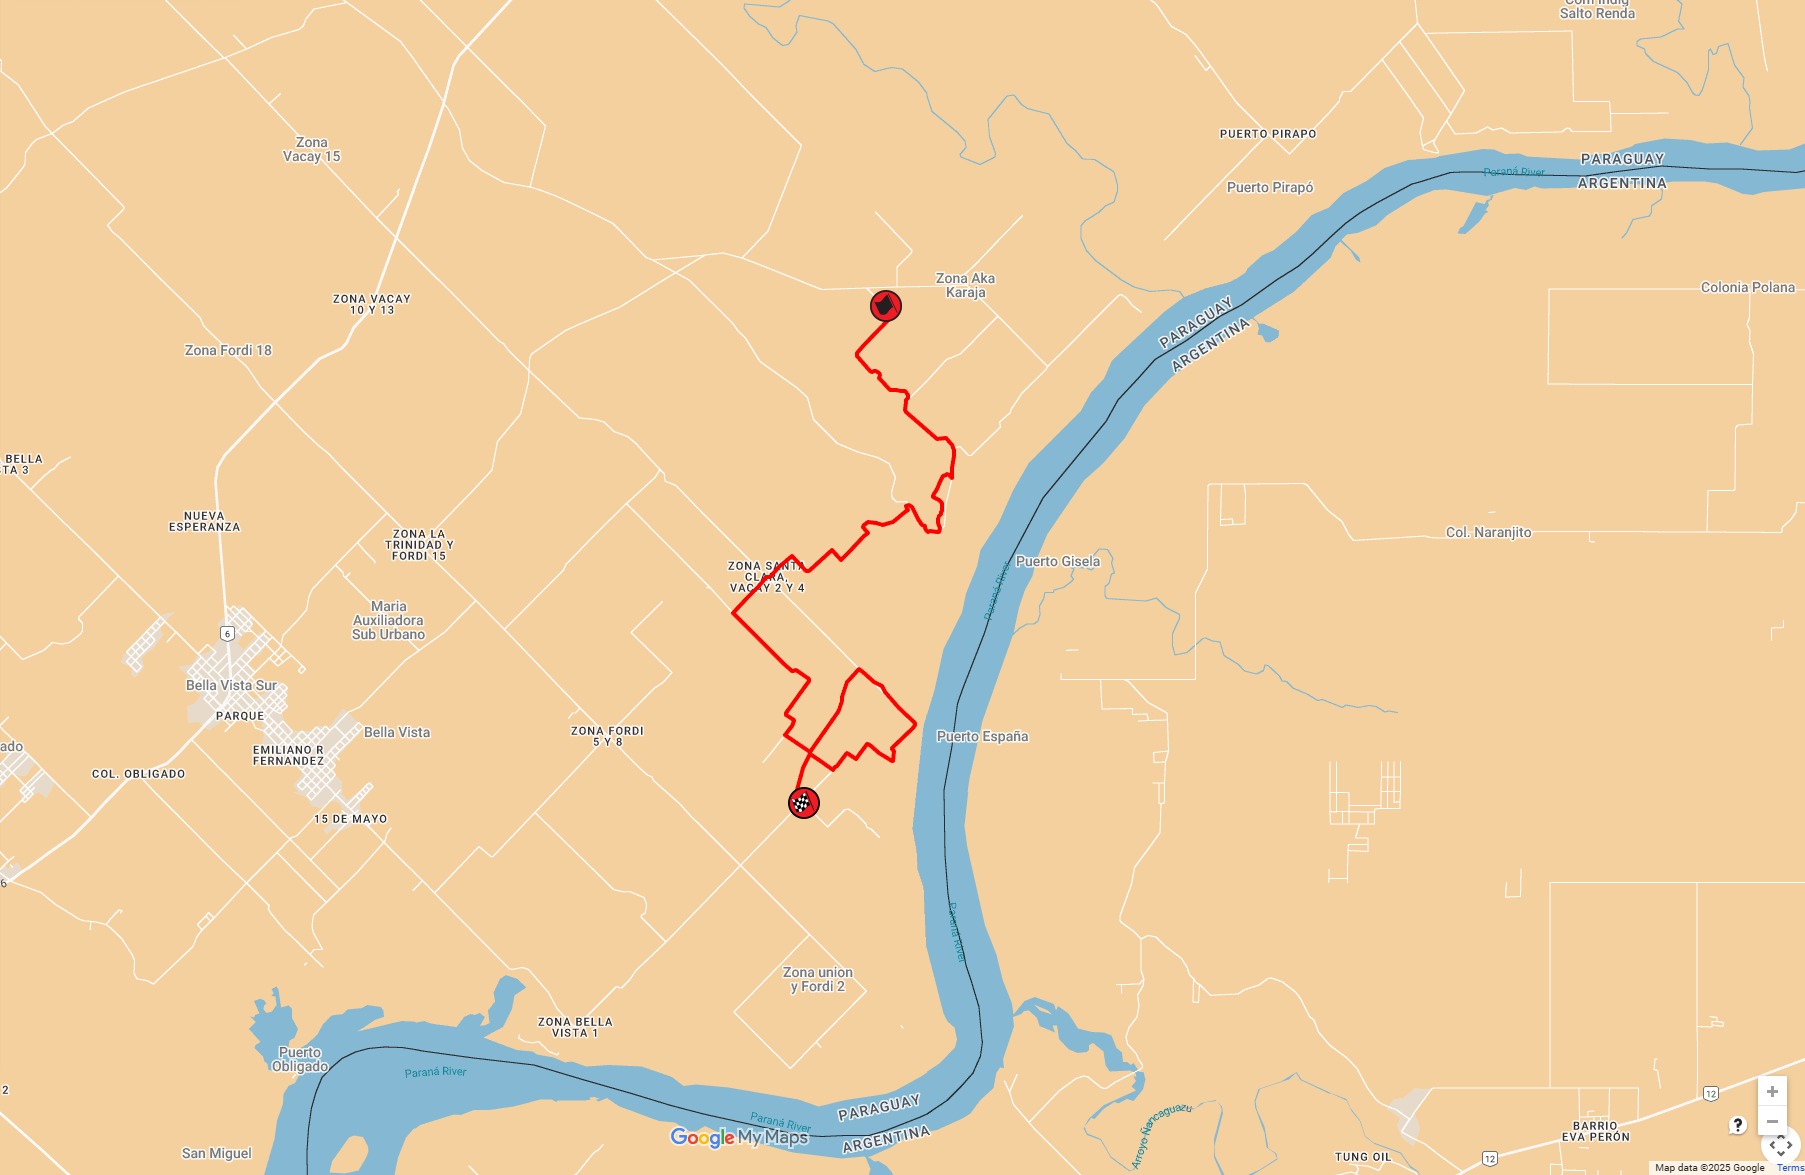 Com Indig
Salto Renda
PUERTO PIRAPO
Zona
Vacay 15
PARAGUAY
Paraná River
ARGENTINA
Puerto Pirapó
Zona Aka
Karaja
Colonia Polana
ZONA VACAY
10 Y 13
PARAGUAY
ARGENTINA
Zona Fordi 18
BELLA
STA 3
NUEVA
ESPERANZA
ZONA LA
TRINIDAD Y
FORDI 15
Col. Naranjito
Puerto Gisela
ZONA SANTA
CLARA,
VACAY 2 Y 4
Paraná River
Maria
Auxiliadora
Sub Urbano
6
Bella Vista Sur
PARQUE
Bella Vista
ZONA FORDI
5 Y 8
Puerto España
ado
EMILIANO R
FERNANDEZ
COL. OBLIGADO
15 DE MAYO
6
Paraná River
Zona union
y Fordi 2
ZONA BELLA
VISTA 1
Puerto
Obligado
Paraná River
2
12
PARAGUAY
Paraná River
ARGENTINA
Arroyo Ñancaguazu
Google My Maps
BARRIO
EVA PERÓN
San Miguel
TUNG OIL
12
+
−
?
Map data ©2025 Google
Terms